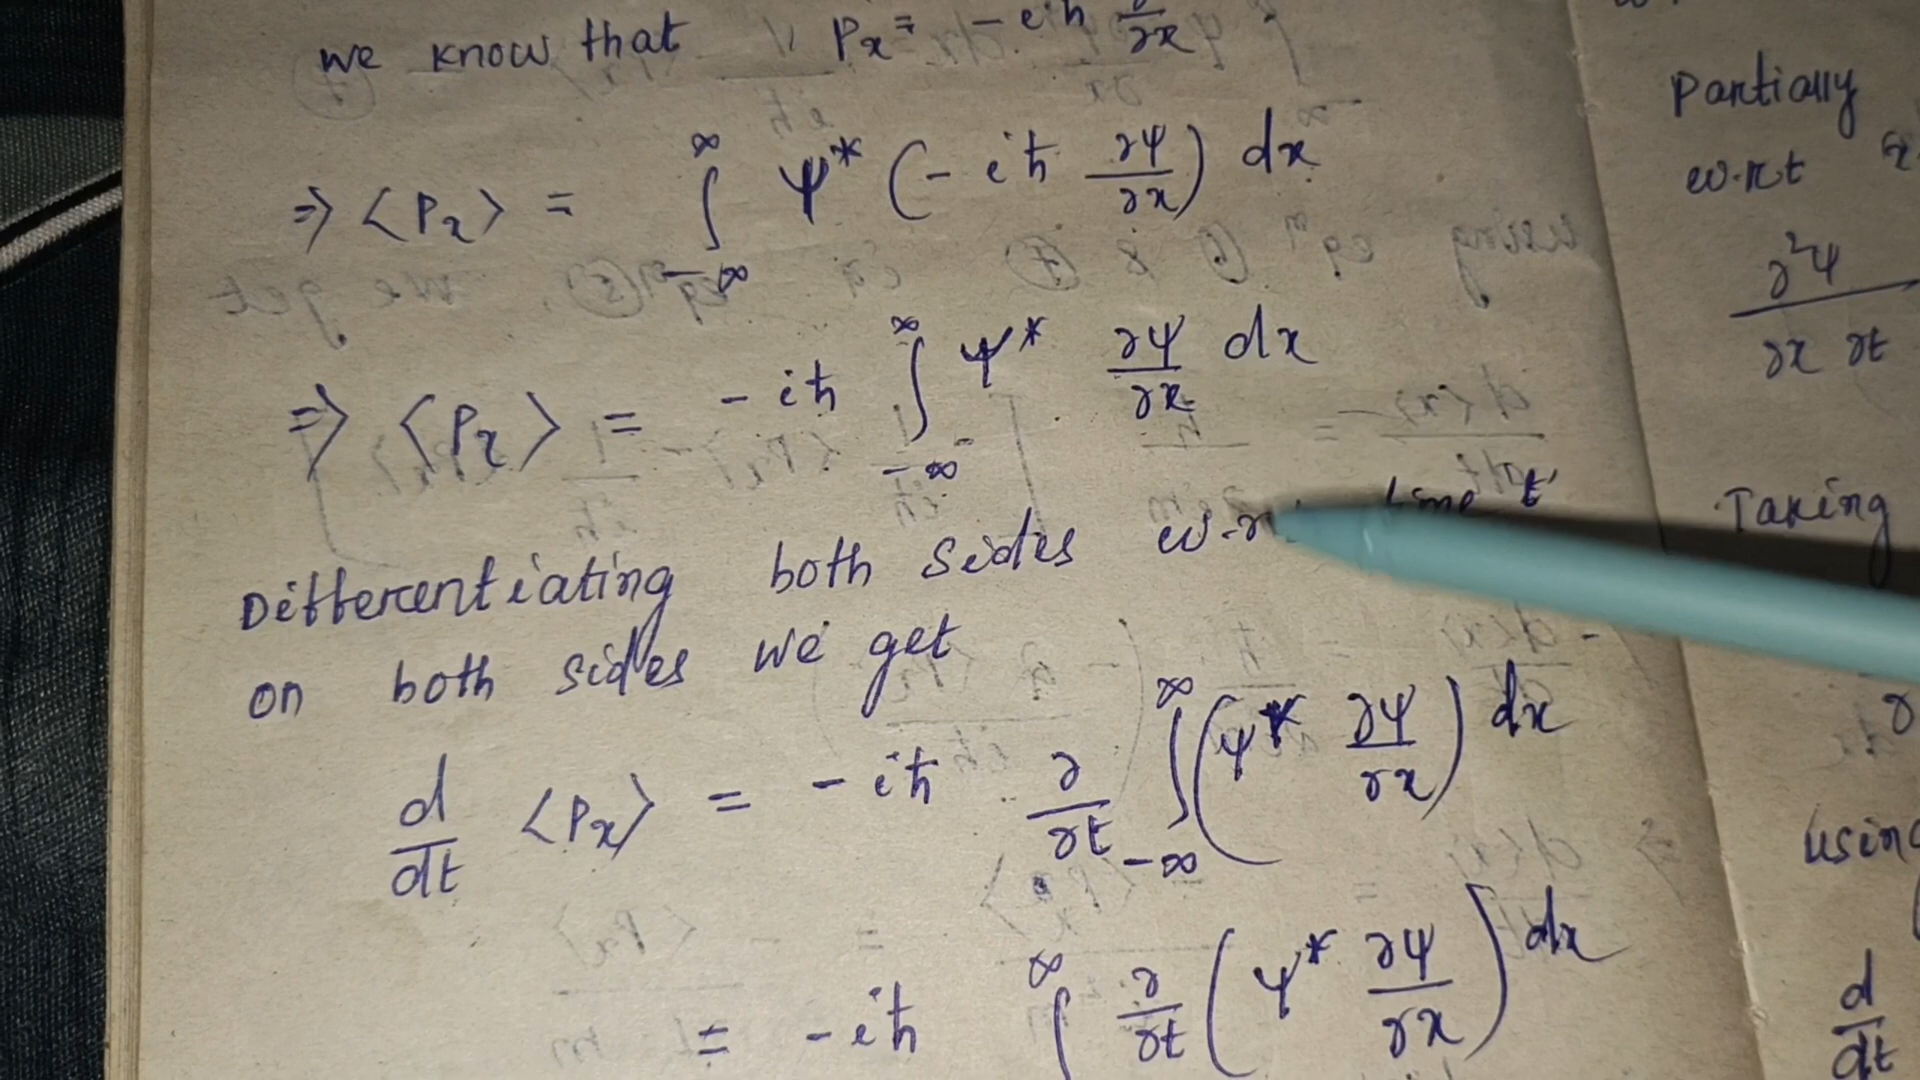 we know that Px = - iħ ∂/∂x
⇒ <Px> = ∫_{-∞}^{∞} ψ* (- iħ ∂ψ/∂x) dx
⇒ <Px> = - iħ ∫_{-∞}^{∞} ψ* ∂ψ/∂x dx
Differentiating both sides w.r. time 't'
on both sides we get
d/dt <Px> = - iħ ∂/∂t ∫_{-∞}^{∞} (ψ* ∂ψ/∂x) dx
= - iħ ∫^{∞} ∂/∂t (ψ* ∂ψ/∂x) dx
Partially
w.r.t
∂²ψ
∂x ∂t
Taking
using
d/dt